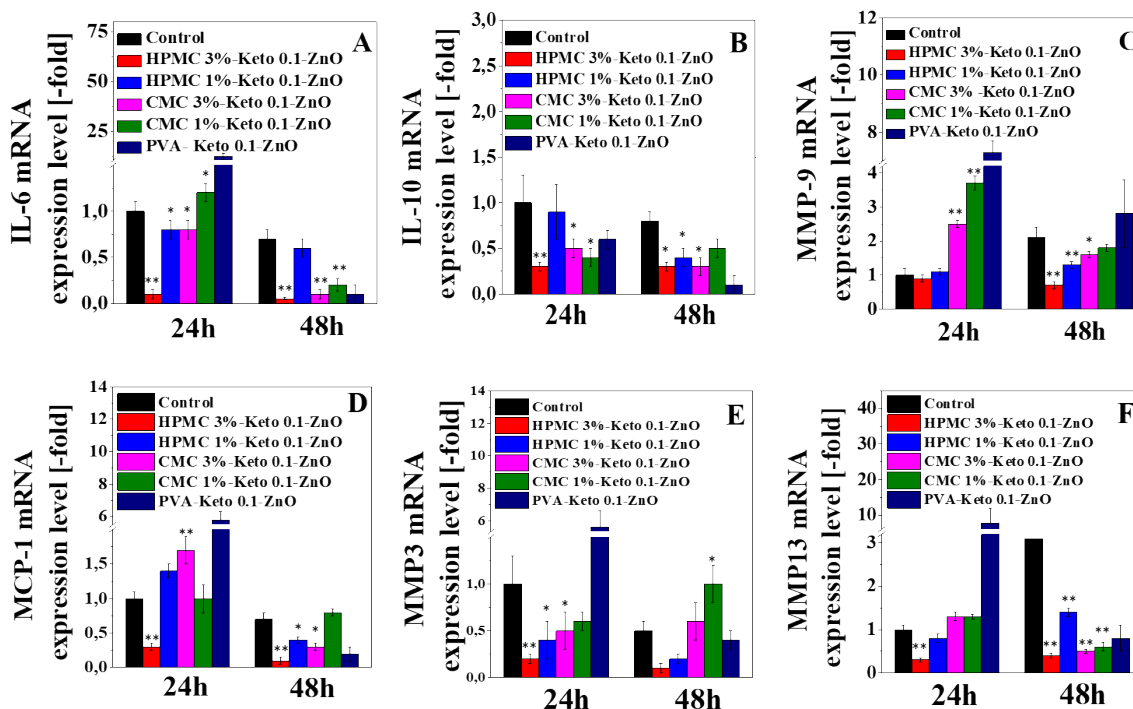 A
IL-6 mRNA
expression level [-fold]
75
50
25
1,0
0,5
0,0
Control
HPMC 3%-Keto 0.1-ZnO
HPMC 1%-Keto 0.1-ZnO
CMC 3%-Keto 0.1-ZnO
CMC 1%-Keto 0.1-ZnO
PVA- Keto 0.1-ZnO
** * * *
** ** **
24h 48h
B
IL-10 mRNA
expression level [-fold]
3,0
2,5
2,0
1,5
1,0
0,5
0,0
Control
HPMC 3%-Keto 0.1-ZnO
HPMC 1%-Keto 0.1-ZnO
CMC 3%-Keto 0.1-ZnO
CMC 1%-Keto 0.1-ZnO
PVA-Keto 0.1-ZnO
** * *
* * *
24h 48h
C
MMP-9 mRNA
expression level [-fold]
12
10
8
4
3
2
1
0
Control
HPMC 3%-Keto 0.1-ZnO
HPMC 1%-Keto 0.1-ZnO
CMC 3%-Keto 0.1-ZnO
CMC 1%-Keto 0.1-ZnO
PVA-Keto 0.1-ZnO
** **
** ** *
24h 48h
D
MCP-1 mRNA
expression level [-fold]
14
12
10
8
6
1,5
1,0
0,5
0,0
Control
HPMC 3%-Keto 0.1-ZnO
HPMC 1%-Keto 0.1-ZnO
CMC 3%-Keto 0.1-ZnO
CMC 1%-Keto 0.1-ZnO
PVA-Keto 0.1-ZnO
** **
** * *
24h 48h
E
MMP3 mRNA
expression level [-fold]
14
12
10
8
6
1,0
0,5
0,0
Control
HPMC 3%-Keto 0.1-ZnO
HPMC 1%-Keto 0.1-ZnO
CMC 3%-Keto 0.1-ZnO
CMC 1%-Keto 0.1-ZnO
PVA-Keto 0.1-ZnO
** * *
*
24h 48h
F
MMP13 mRNA
expression level [-fold]
40
30
20
10
3
2
1
0
Control
HPMC 3%-Keto 0.1-ZnO
HPMC 1%-Keto 0.1-ZnO
CMC 3%-Keto 0.1-ZnO
CMC 1%-Keto 0.1-ZnO
PVA-Keto 0.1-ZnO
**
** ** ** **
24h 48h